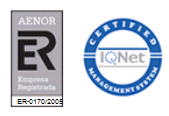 AENOR
ER
Empresa
Registrada
ER-0170/2005
CERTIFIED
IQNet
MANAGEMENT SYSTEM